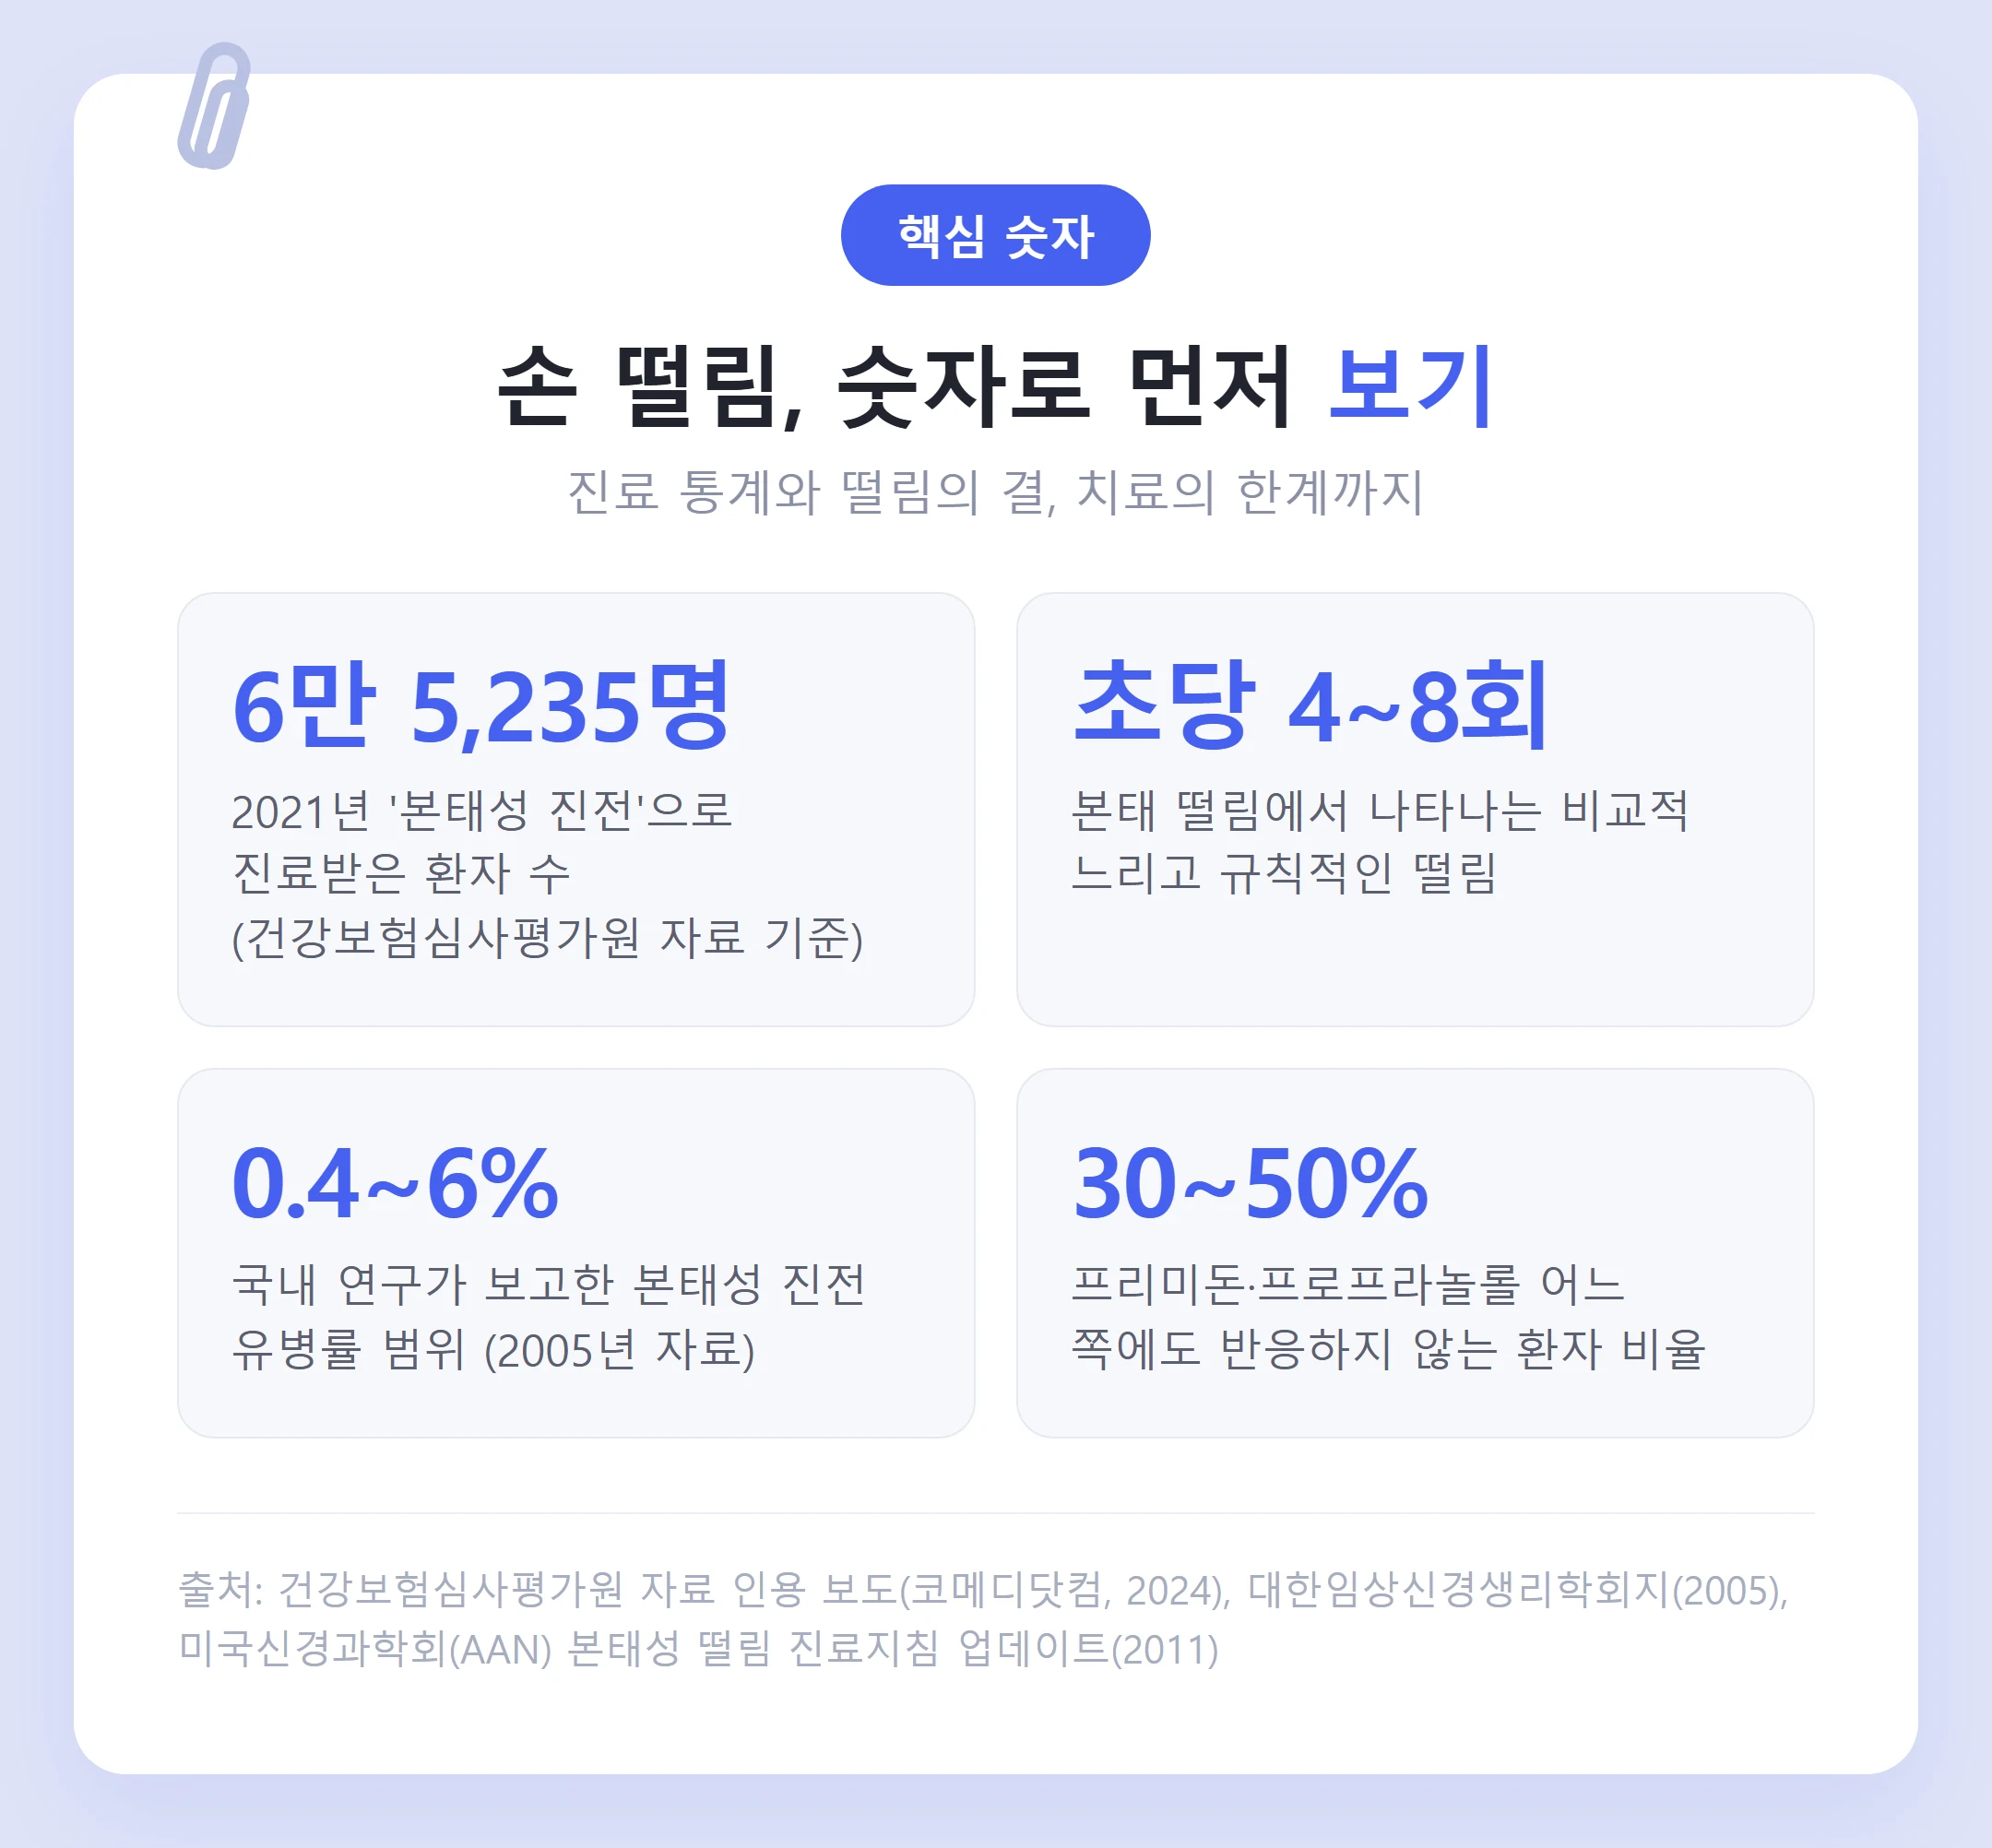 핵심 숫자
손 떨림, 숫자로 먼저 보기
진료 통계와 떨림의 결, 치료의 한계까지
6만 5,235명
2021년 '본태성 진전'으로
진료받은 환자 수
(건강보험심사평가원 자료 기준)
초당 4~8회
본태 떨림에서 나타나는 비교적
느리고 규칙적인 떨림
0.4~6%
국내 연구가 보고한 본태성 진전
유병률 범위 (2005년 자료)
30~50%
프리미돈·프로프라놀롤 어느
쪽에도 반응하지 않는 환자 비율
출처: 건강보험심사평가원 자료 인용 보도(코메디닷컴, 2024), 대한임상신경생리학회지(2005),
미국신경과학회(AAN) 본태성 떨림 진료지침 업데이트(2011)